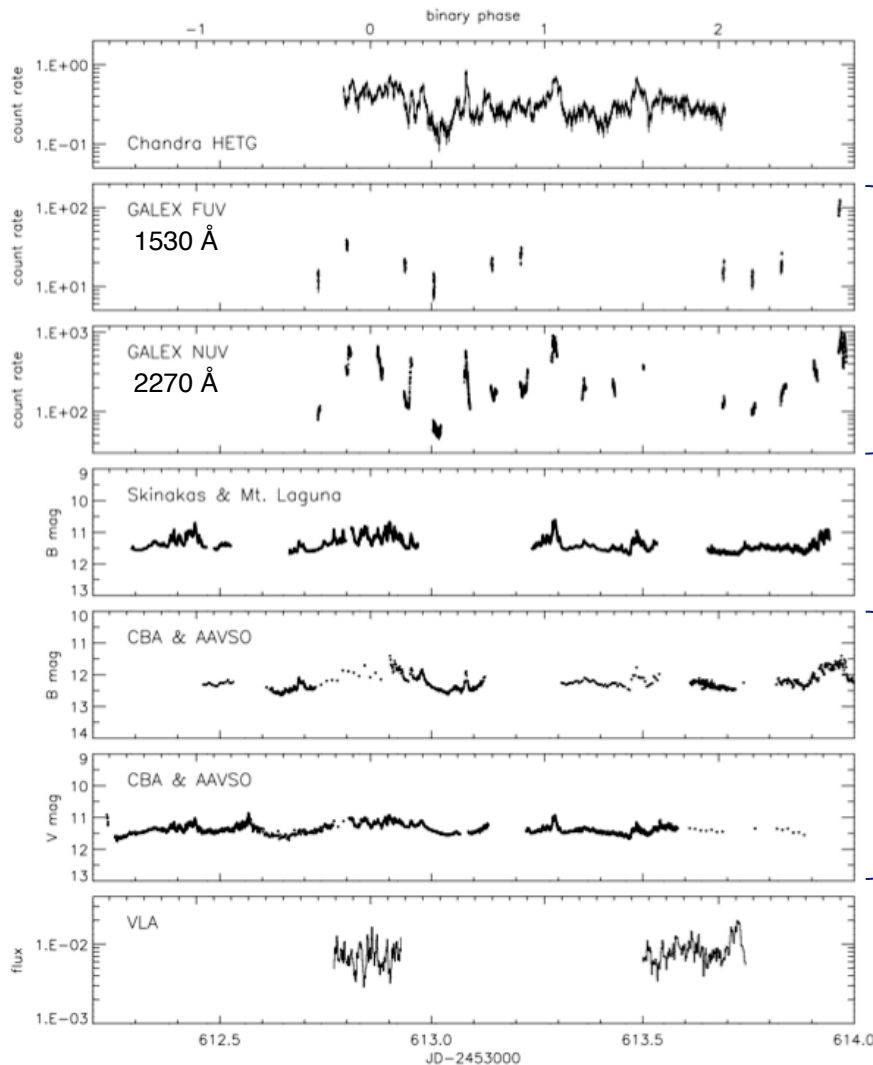 binary phase
-1 0 1 2
count rate
1.E+00
1.E-01
Chandra HETG
count rate
1.E+02
1.E+01
GALEX FUV
1530 Å
count rate
1.E+03
1.E+02
GALEX NUV
2270 Å
B mag
9
10
11
12
13
Skinakas & Mt. Laguna
B mag
10
11
12
13
14
CBA & AAVSO
V mag
9
10
11
12
13
CBA & AAVSO
flux
1.E-02
1.E-03
VLA
612.5 613.0 613.5 614.0
JD-2453000